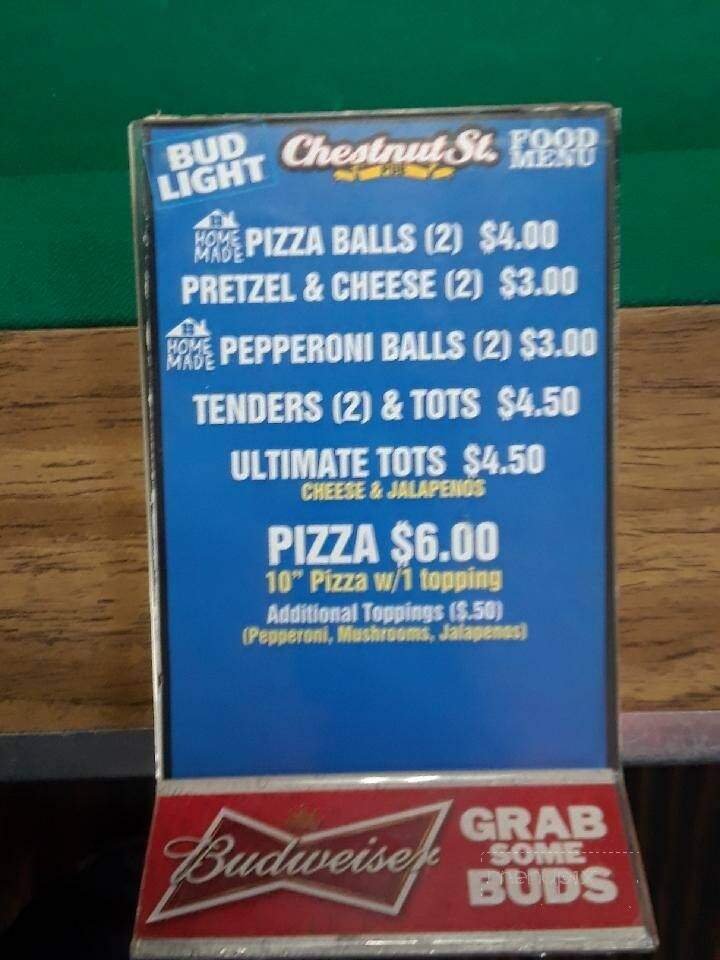 BUD LIGHT
Chestnut St.
FOOD MENU
HOME MADE PIZZA BALLS (2) $4.00
PRETZEL & CHEESE (2) $3.00
HOME MADE PEPPERONI BALLS (2) $3.00
TENDERS (2) & TOTS $4.50
ULTIMATE TOTS $4.50
CHEESE & JALAPENOS
PIZZA $6.00
10" Pizza w/1 topping
Additional Toppings ($.50)
(Pepperoni, Mushrooms, Jalapenos)
Budweiser
GRAB
SOME
BUDS